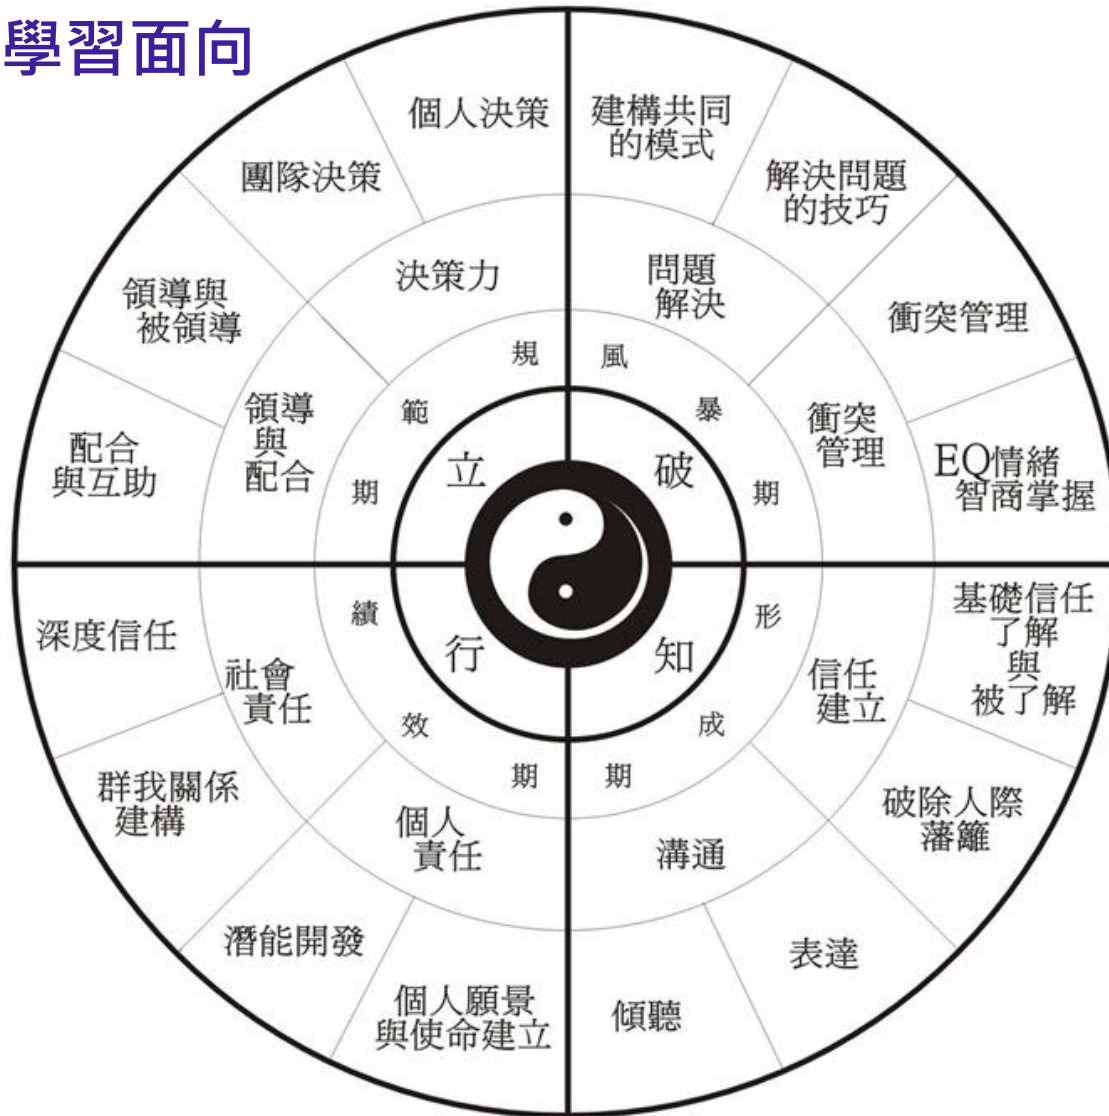 學習面向
個人決策
建構共同
的模式
團隊決策
解決問題
的技巧
領導與
被領導
決策力
問題
解決
衝突管理
配合
與互助
領導
與
配合
規範期
風暴期
衝突
管理
EQ情緒
智商掌握
立
破
行
知
深度信任
社會
責任
績效期
形成期
信任
建立
基礎信任
了解
與
被了解
群我關係
建構
個人
責任
溝通
破除人際
藩籬
潛能開發
個人願景
與使命建立
傾聽
表達